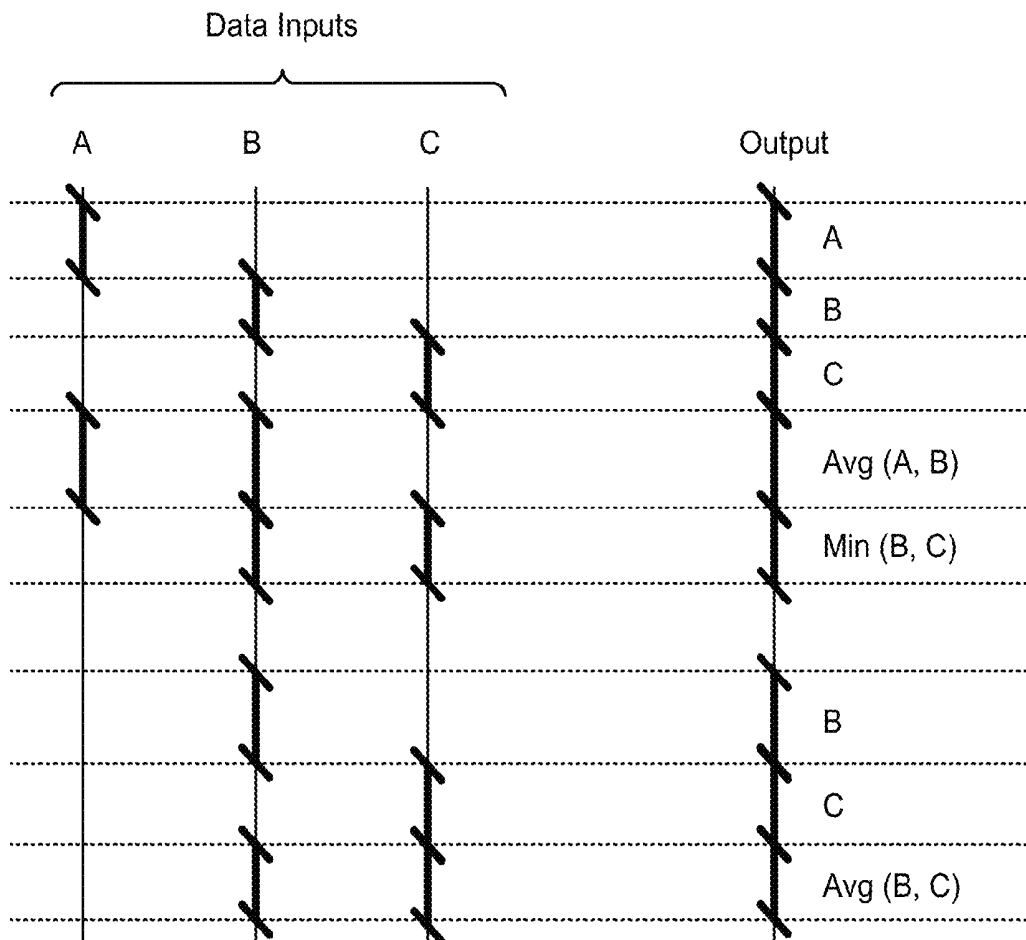 Data Inputs
A B C Output
A
B
C
Avg (A, B)
Min (B, C)
B
C
Avg (B, C)